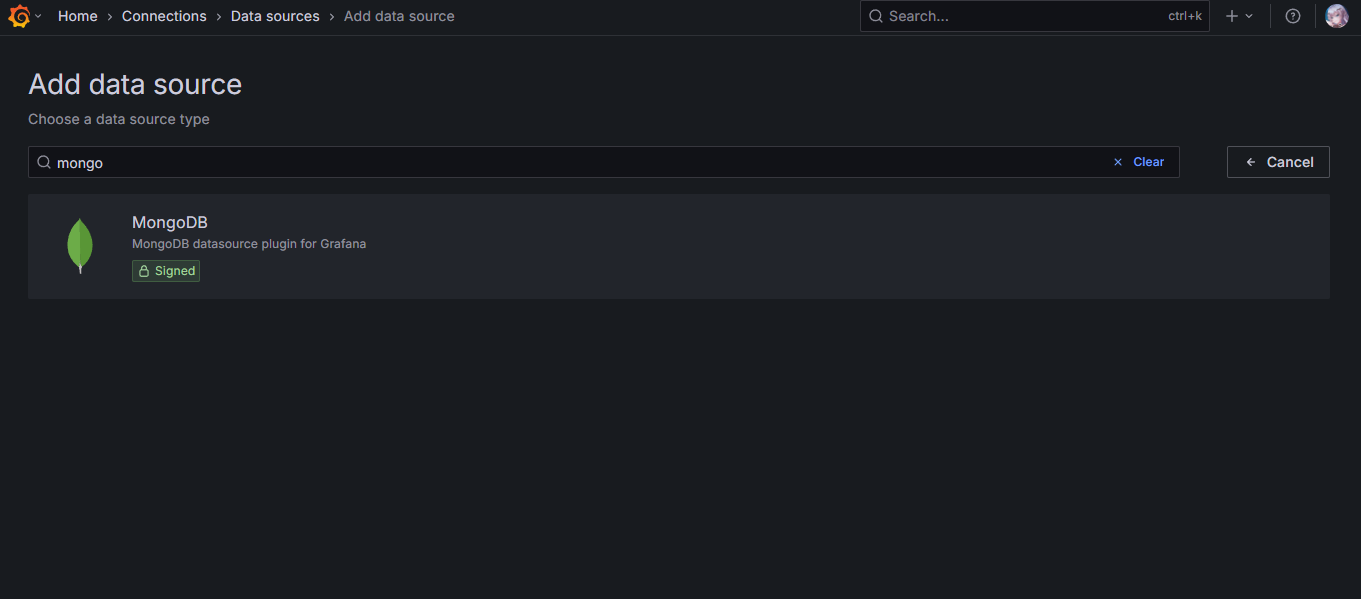 Home › Connections › Data sources › Add data source
Search...
ctrl+k
Add data source
Choose a data source type
mongo
Clear
Cancel
MongoDB
MongoDB datasource plugin for Grafana
Signed